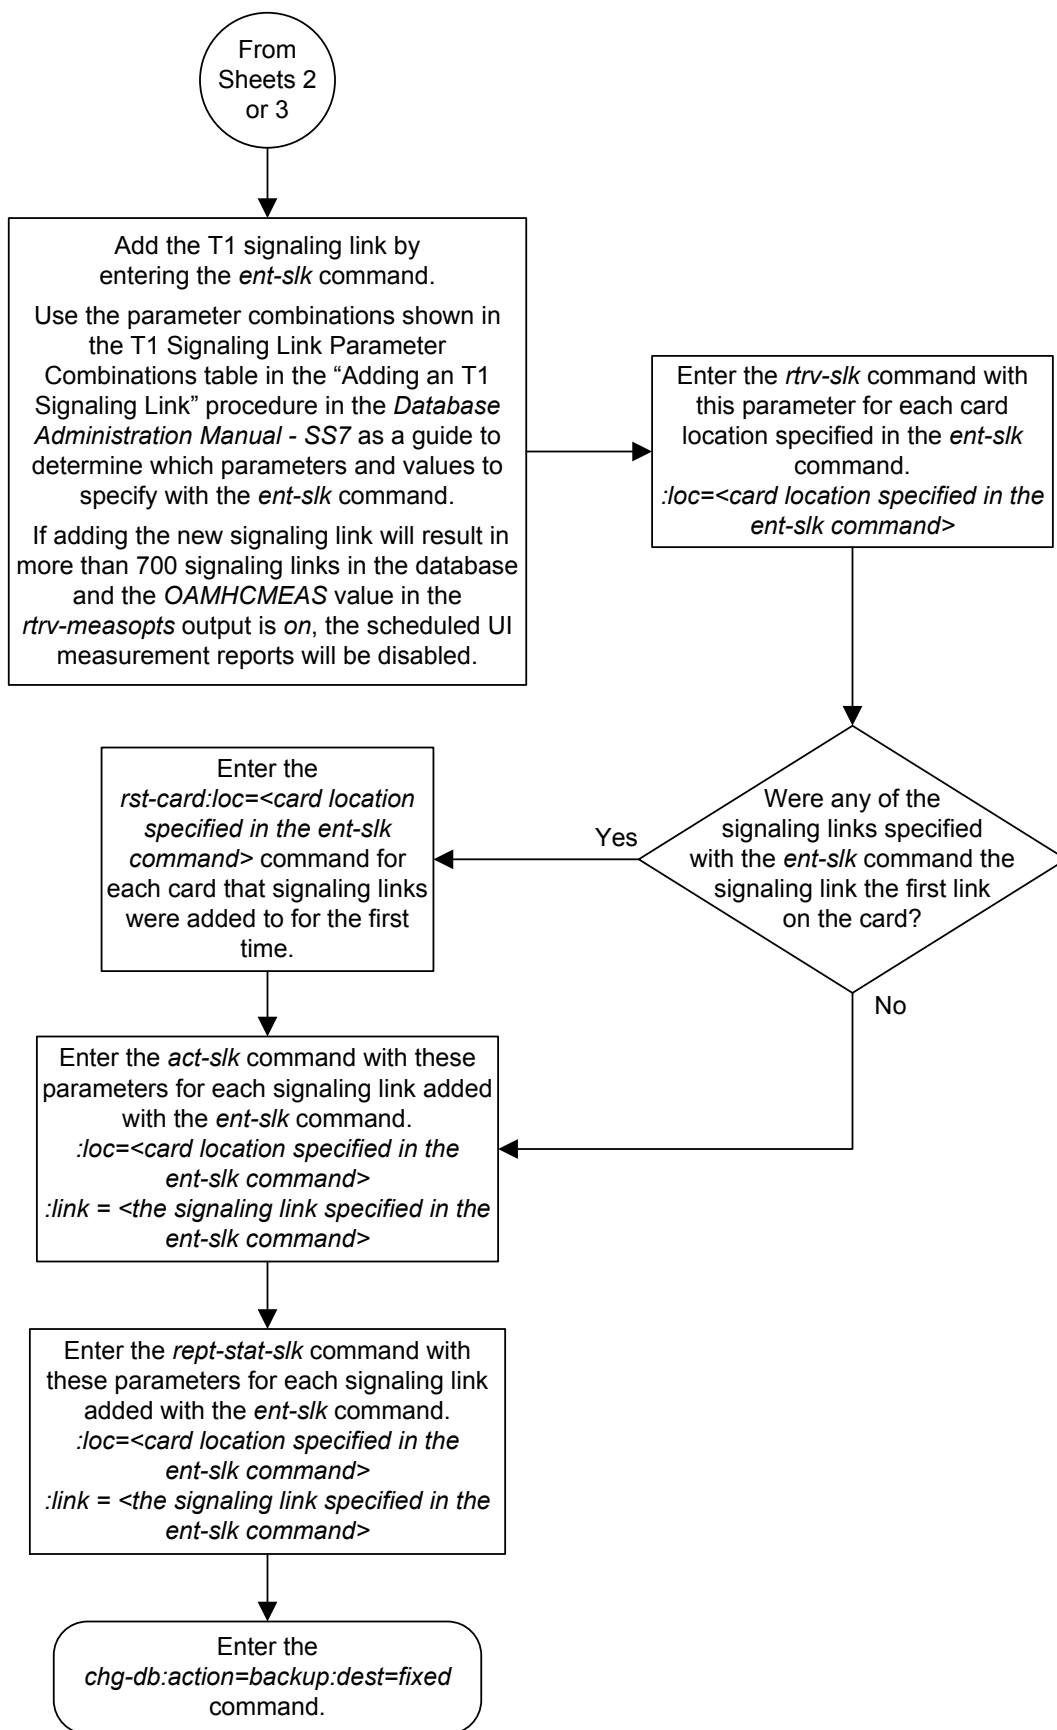 From
Sheets 2
or 3
Add the T1 signaling link by
entering the ent-slk command.
Use the parameter combinations shown in
the T1 Signaling Link Parameter
Combinations table in the “Adding an T1
Signaling Link” procedure in the Database
Administration Manual - SS7 as a guide to
determine which parameters and values to
specify with the ent-slk command.
If adding the new signaling link will result in
more than 700 signaling links in the database
and the OAMHCMEAS value in the
rtrv-measopts output is on, the scheduled UI
measurement reports will be disabled.
Enter the rtrv-slk command with
this parameter for each card
location specified in the ent-slk
command.
:loc=<card location specified in the
ent-slk command>
Were any of the
signaling links specified
with the ent-slk command the
signaling link the first link
on the card?
Yes
No
Enter the
rst-card:loc=<card location
specified in the ent-slk
command> command for
each card that signaling links
were added to for the first
time.
Enter the act-slk command with these
parameters for each signaling link added
with the ent-slk command.
:loc=<card location specified in the
ent-slk command>
:link = <the signaling link specified in the
ent-slk command>
Enter the rept-stat-slk command with
these parameters for each signaling link
added with the ent-slk command.
:loc=<card location specified in the
ent-slk command>
:link = <the signaling link specified in the
ent-slk command>
Enter the
chg-db:action=backup:dest=fixed
command.